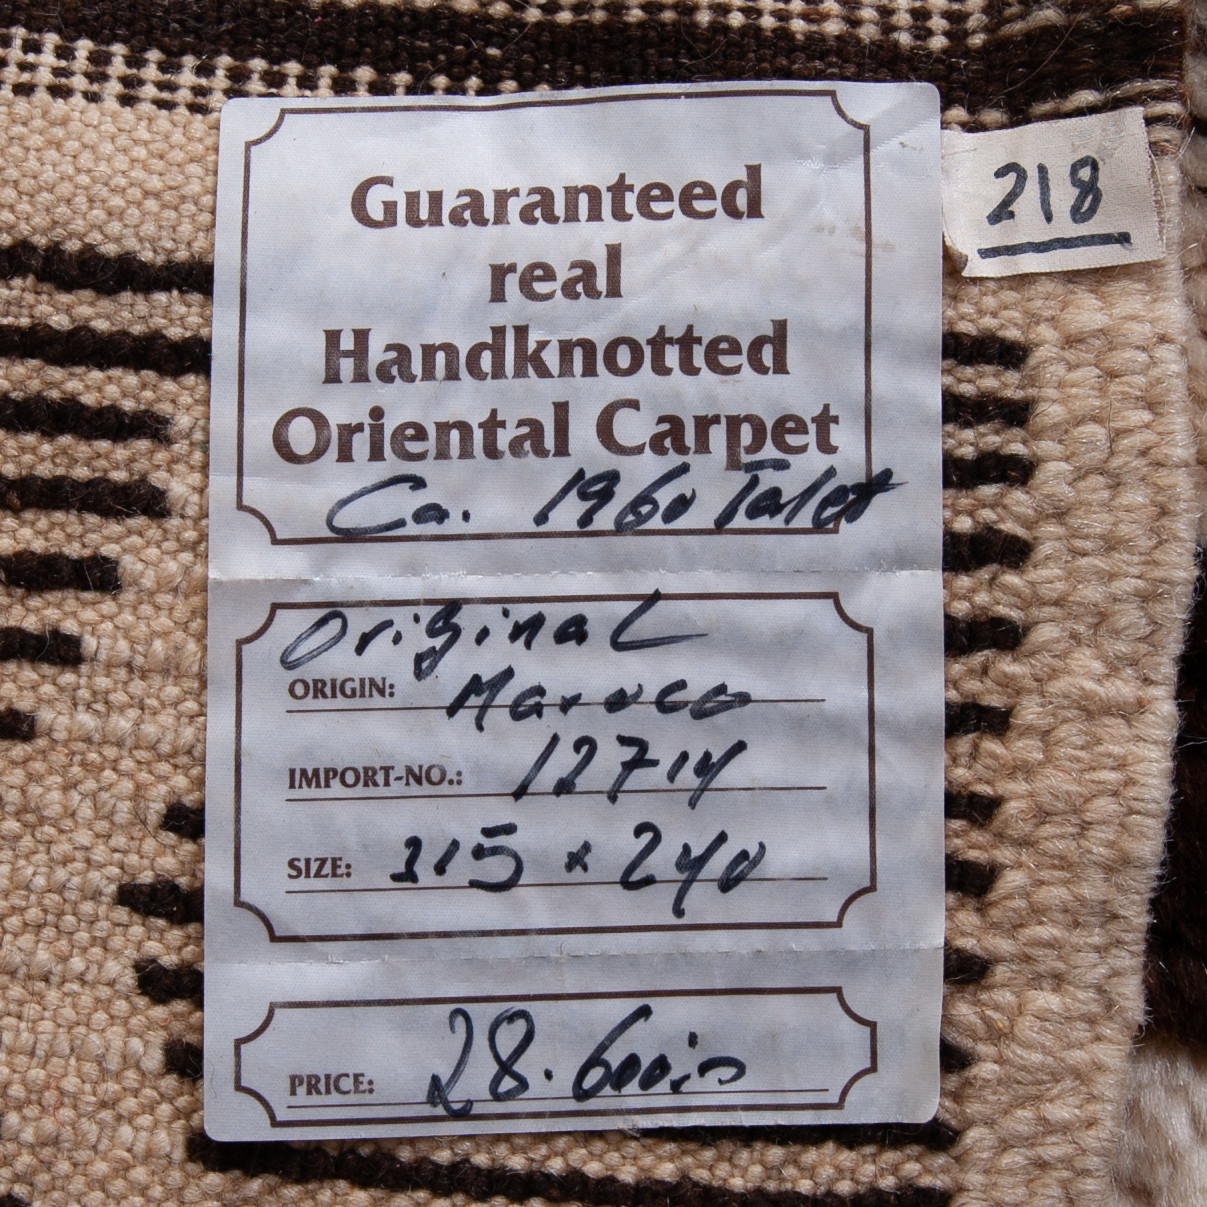 Guaranteed
real
Handknotted
Oriental Carpet
Ca. 1960 Talet
218
Original
ORIGIN: Marocco
IMPORT-NO.: 12714
SIZE: 315 x 240
PRICE: 28.600:-